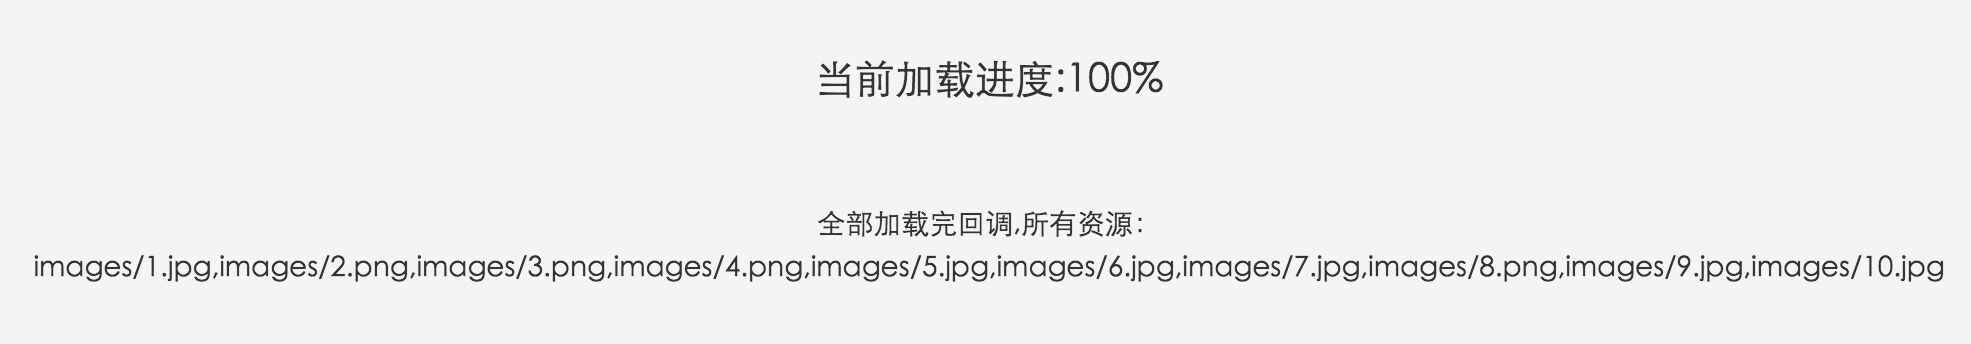 当前加载进度:100%
全部加载完回调,所有资源:
images/1.jpg,images/2.png,images/3.png,images/4.png,images/5.jpg,images/6.jpg,images/7.jpg,images/8.png,images/9.jpg,images/10.jpg